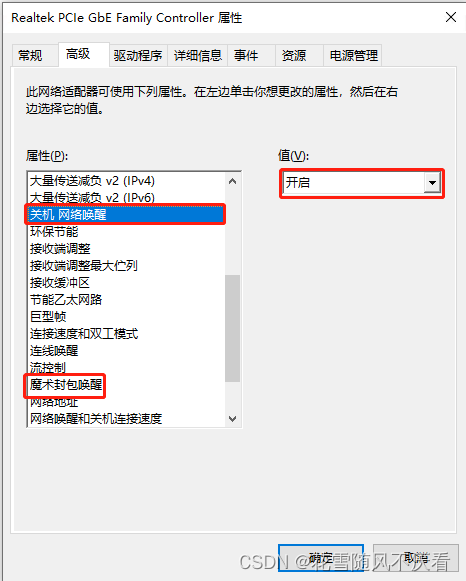 Realtek PCIe GbE Family Controller 属性
常规 高级 驱动程序 详细信息 事件 资源 电源管理
此网络适配器可使用下列属性。在左边单击你想更改的属性，然后在右
边选择它的值。
属性(P):
值(V):
大量传送减负 v2 (IPv4)
大量传送减负 v2 (IPv6)
关机 网络唤醒
开启
环保节能
接收端调整
接收端调整最大伫列
接收缓冲区
节能乙太网路
巨型帧
连接速度和双工模式
连线唤醒
流控制
魔术封包唤醒
网络地址
网络唤醒和关机连接速度
确定
取消
CSDN @花雪随风不厌看